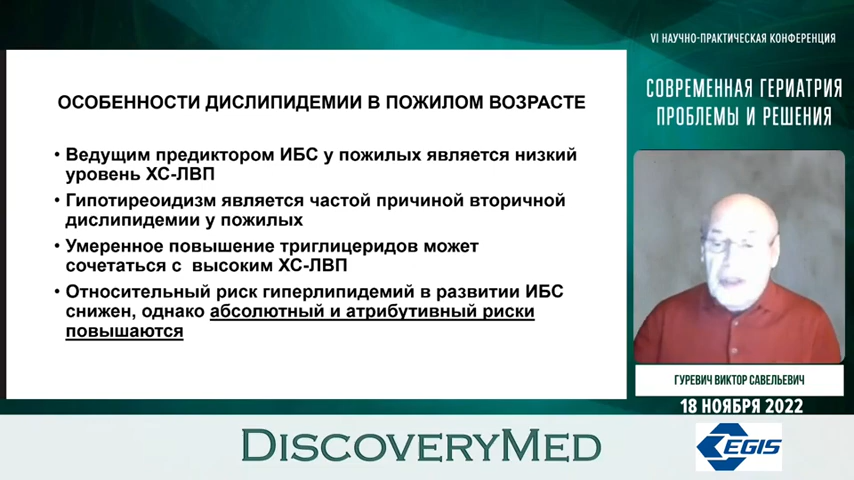 VI НАУЧНО-ПРАКТИЧЕСКАЯ КОНФЕРЕНЦИЯ
СОВРЕМЕННАЯ ГЕРИАТРИЯ
ПРОБЛЕМЫ И РЕШЕНИЯ
ОСОБЕННОСТИ ДИСЛИПИДЕМИИ В ПОЖИЛОМ ВОЗРАСТЕ
• Ведущим предиктором ИБС у пожилых является низкий
уровень ХС-ЛВП
• Гипотиреоидизм является частой причиной вторичной
дислипидемии у пожилых
• Умеренное повышение триглицеридов может
сочетаться с высоким ХС-ЛВП
• Относительный риск гиперлипидемий в развитии ИБС
снижен, однако абсолютный и атрибутивный риски
повышаются
ГУРЕВИЧ ВИКТОР САВЕЛЬЕВИЧ
18 НОЯБРЯ 2022
DISCOVERYMED
EGIS